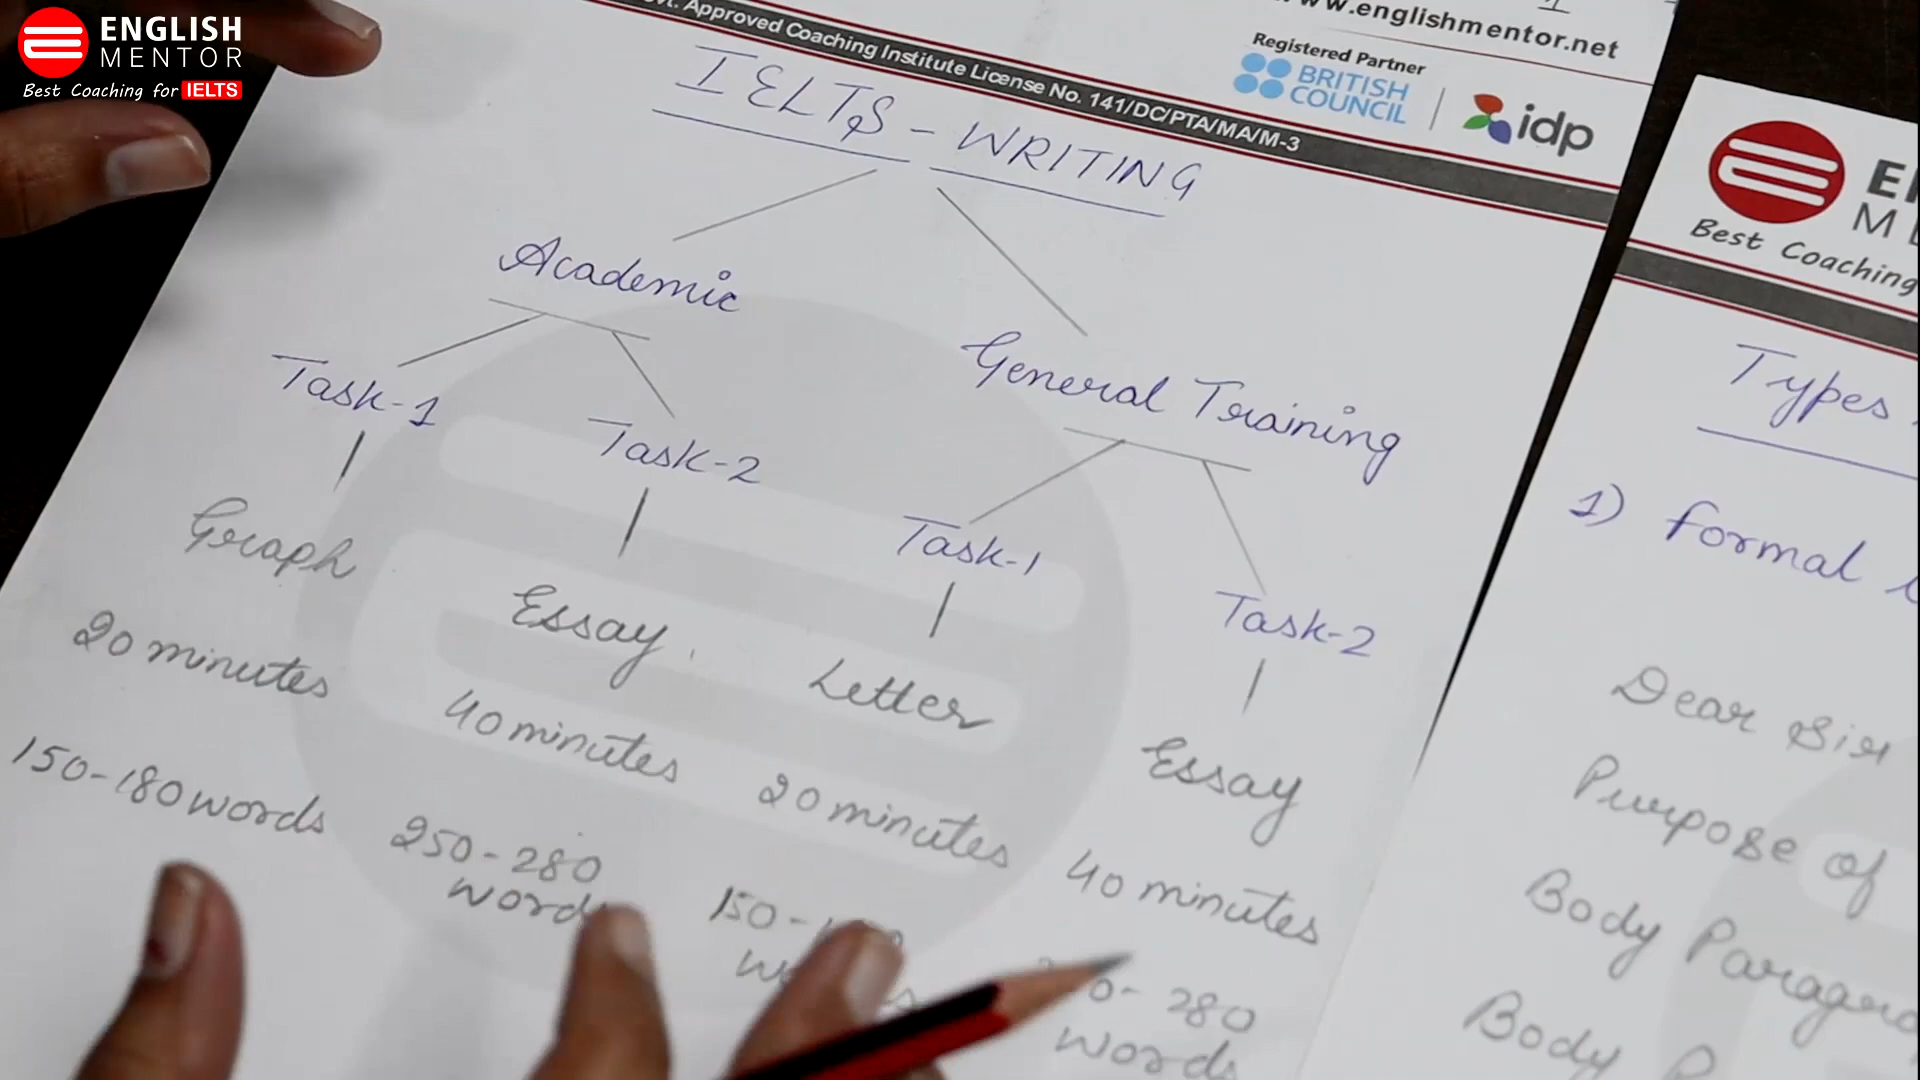 ENGLISH
MENTOR
Best Coaching for IELTS
www.englishmentor.net
Registered Partner
BRITISH
COUNCIL
idp
Approved Coaching Institute License No. 141/DC/PTA/MA/M-3
IELTS - WRITING
Academic
General Training
Task-1
Task-2
Task-1
Task-2
Graph
Essay.
Letter
Essay
20 minutes
40 minutes
20 minutes
40 minutes
150-180 words
250-280
words
150-
280
words
Best Coaching
Types
1) Formal
Dear Sir
Purpose of
Body
Body